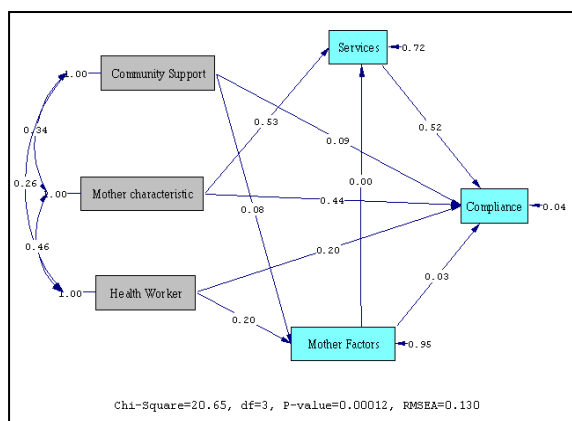 Services
0.72
1.00
Community Support
0.34
0.53
0.09
0.52
0.26
1.00
Mother characteristic
0.44
Compliance
0.04
0.00
0.08
0.46
0.20
0.03
1.00
Health Worker
0.20
Mother Factors
0.95
Chi-Square=20.65, df=3, P-value=0.00012, RMSEA=0.130